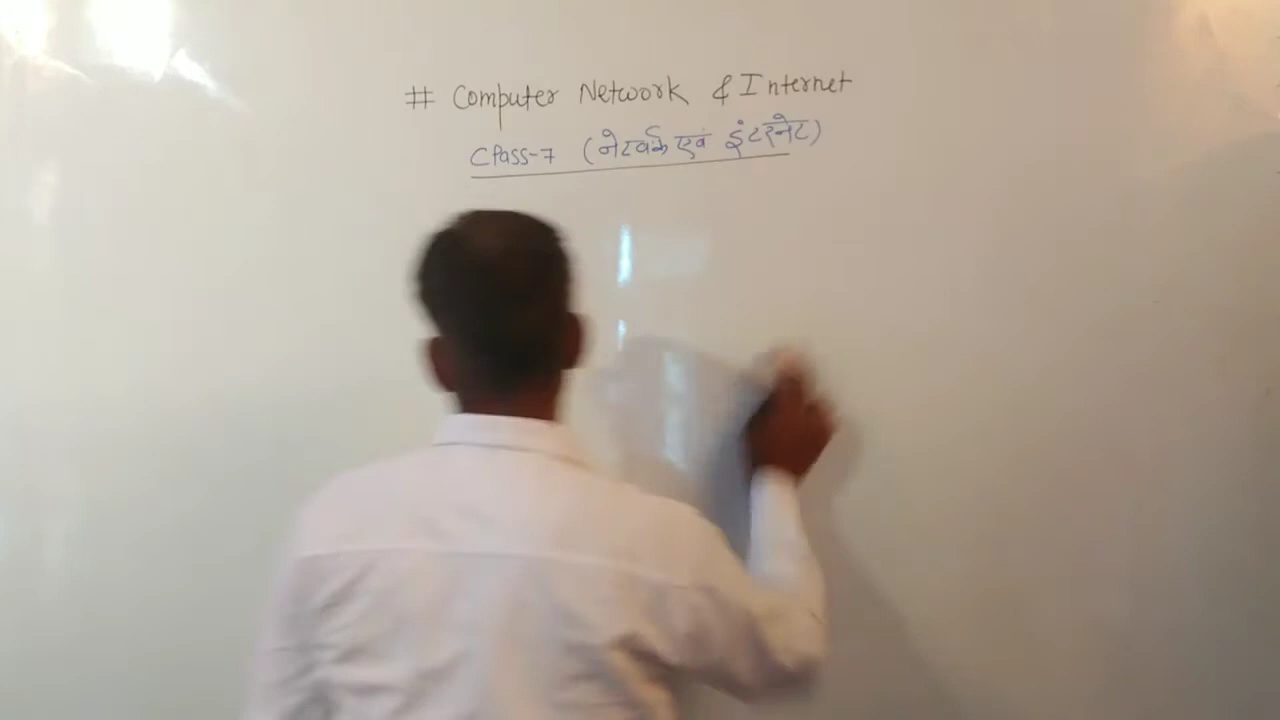 # Computer Network & Internet
Class-7 (नेटवर्क एवं इंटरनेट)